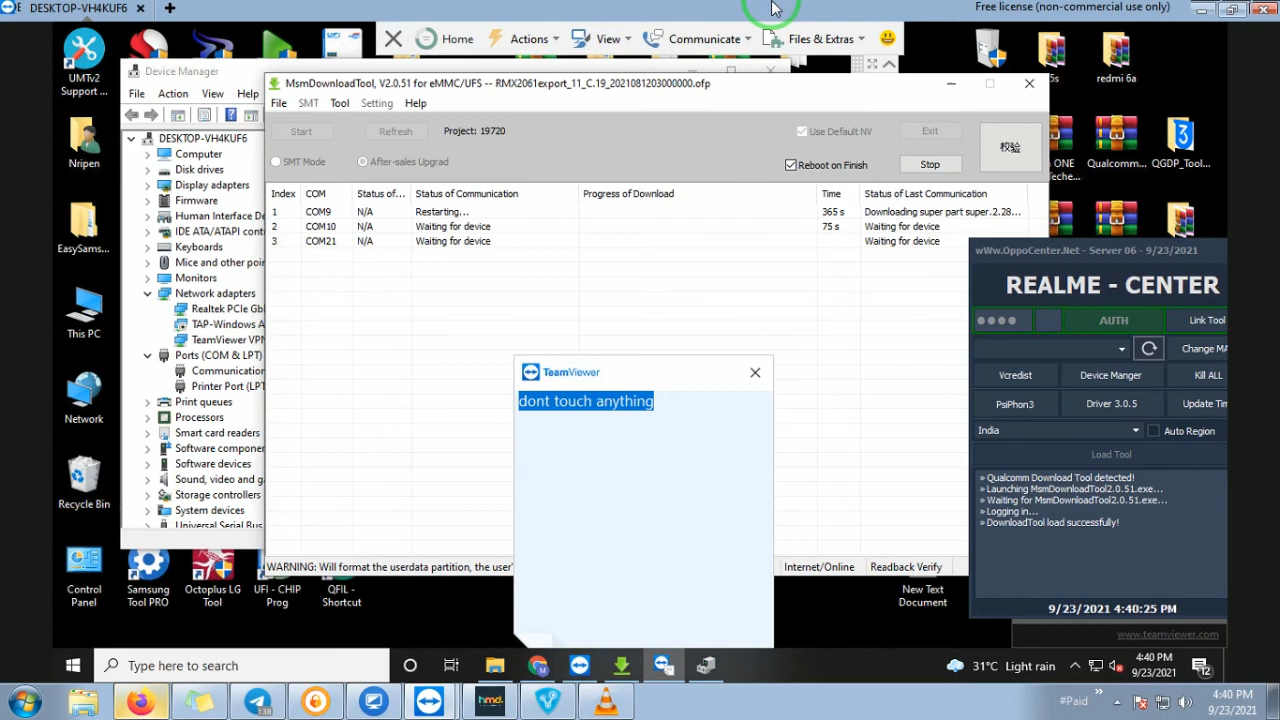 DESKTOP-VH4KUF6
Free license (non-commercial use only)
Home
Actions
View
Communicate
Files & Extras
UMTv2
Support ...
Nripen
EasySams...
This PC
Network
Recycle Bin
Control
Panel
Samsung
Tool PRO
Octoplus LG
Tool
UFI - CHIP
Prog
QFIL -
Shortcut
New Text
Document
5s
redmi 6a
Qualcomm...
QGDP_Tool...
Device Manager
File
Action
View
Help
DESKTOP-VH4KUF6
Computer
Disk drives
Display adapters
Firmware
Human Interface De
IDE ATA/ATAPI cont
Keyboards
Mice and other poi
Monitors
Network adapters
Realtek PCIe Gb
TAP-Windows A
TeamViewer VPN
Ports (COM & LPT)
Communication
Printer Port (LPT
Print queues
Processors
Smart card readers
Software compone
Software devices
Sound, video and g
Storage controllers
System devices
Universal Serial Bus
MsmDownloadTool, V2.0.51 for eMMC/UFS -- RMX2061export_11_C.19_2021081203000000.ofp
File
SMT
Tool
Setting
Help
Start
Refresh
Project: 19720
Use Default NV
Exit
校验
SMT Mode
After-sales Upgrad
Reboot on Finish
Stop
Index COM Status of... Status of Communication Progress of Download Time Status of Last Communication
1 COM9 N/A Restarting... 365 s Downloading super part super.2.28...
2 COM10 N/A Waiting for device 75 s Waiting for device
3 COM21 N/A Waiting for device Waiting for device
WARNING: Will format the userdata partition, the user'
Internet/Online
Readback Verify
TeamViewer
dont touch anything
wWw.OppoCenter.Net - Server 06 - 9/23/2021
REALME - CENTER
AUTH
Link Tool
Change MA
Vcredist
Device Manger
Kill ALL
PsiPhon3
Driver 3.0.5
Update Tim
India
Auto Region
Load Tool
» Qualcomm Download Tool detected!
» Launching MsmDownloadTool2.0.51.exe...
» Waiting for MsmDownloadTool2.0.51.exe...
» Logging in...
» DownloadTool load successfully!
9/23/2021 4:40:25 PM
www.teamviewer.com
Type here to search
31°C Light rain
4:40 PM
9/23/2021
12
38
hmd.
#Paid
4:40 PM
9/23/2021